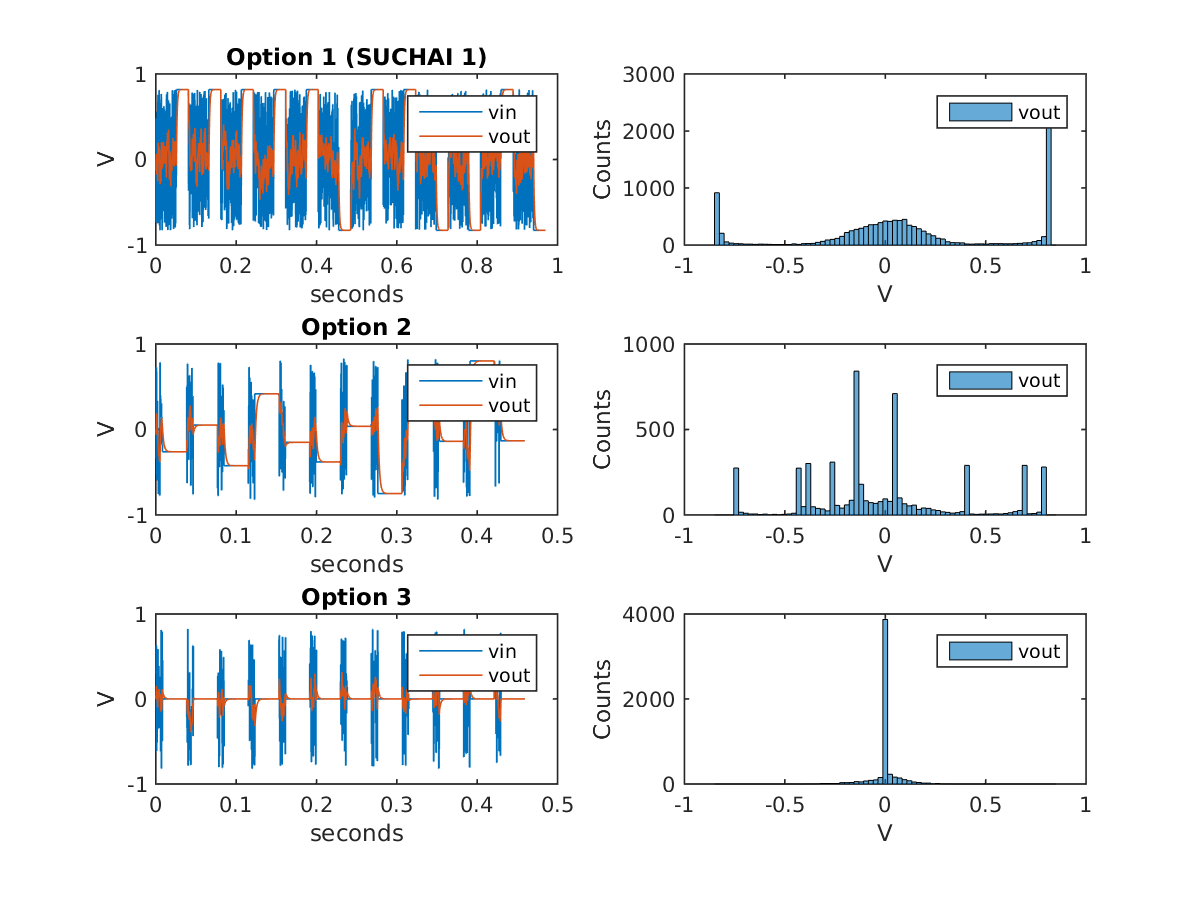 Option 1 (SUCHAI 1)
1
0
-1
V
vin
vout
0 0.2 0.4 0.6 0.8 1
seconds
3000
2000
1000
0
Counts
vout
-1 -0.5 0 0.5 1
V
Option 2
1
0
-1
V
vin
vout
0 0.1 0.2 0.3 0.4 0.5
seconds
1000
500
0
Counts
vout
-1 -0.5 0 0.5 1
V
Option 3
1
0
-1
V
vin
vout
0 0.1 0.2 0.3 0.4 0.5
seconds
4000
2000
0
Counts
vout
-1 -0.5 0 0.5 1
V